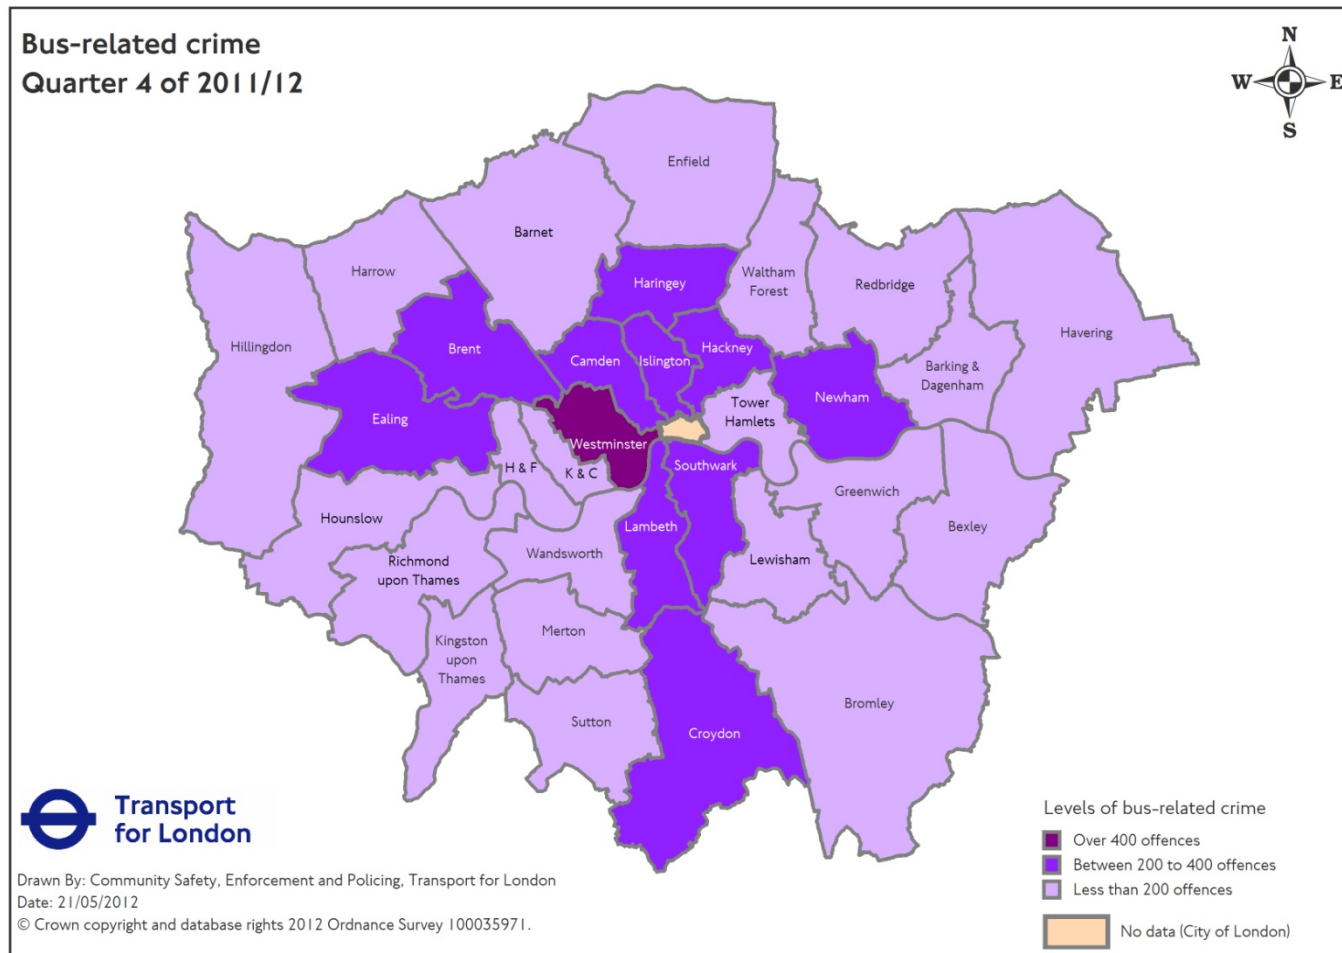 Bus-related crime
Quarter 4 of 2011/12
N
W
E
S
Enfield
Barnet
Harrow
Haringey
Waltham
Forest
Redbridge
Havering
Hillingdon
Brent
Camden
Islington
Hackney
Barking &
Dagenham
Newham
Ealing
Tower
Hamlets
Westminster
H & F
K & C
Southwark
Greenwich
Hounslow
Lambeth
Bexley
Wandsworth
Richmond
upon Thames
Lewisham
Merton
Kingston
upon
Thames
Bromley
Sutton
Croydon
Transport
for London
Drawn By: Community Safety, Enforcement and Policing, Transport for London
Date: 21/05/2012
© Crown copyright and database rights 2012 Ordnance Survey 100035971.
Levels of bus-related crime
Over 400 offences
Between 200 to 400 offences
Less than 200 offences
No data (City of London)